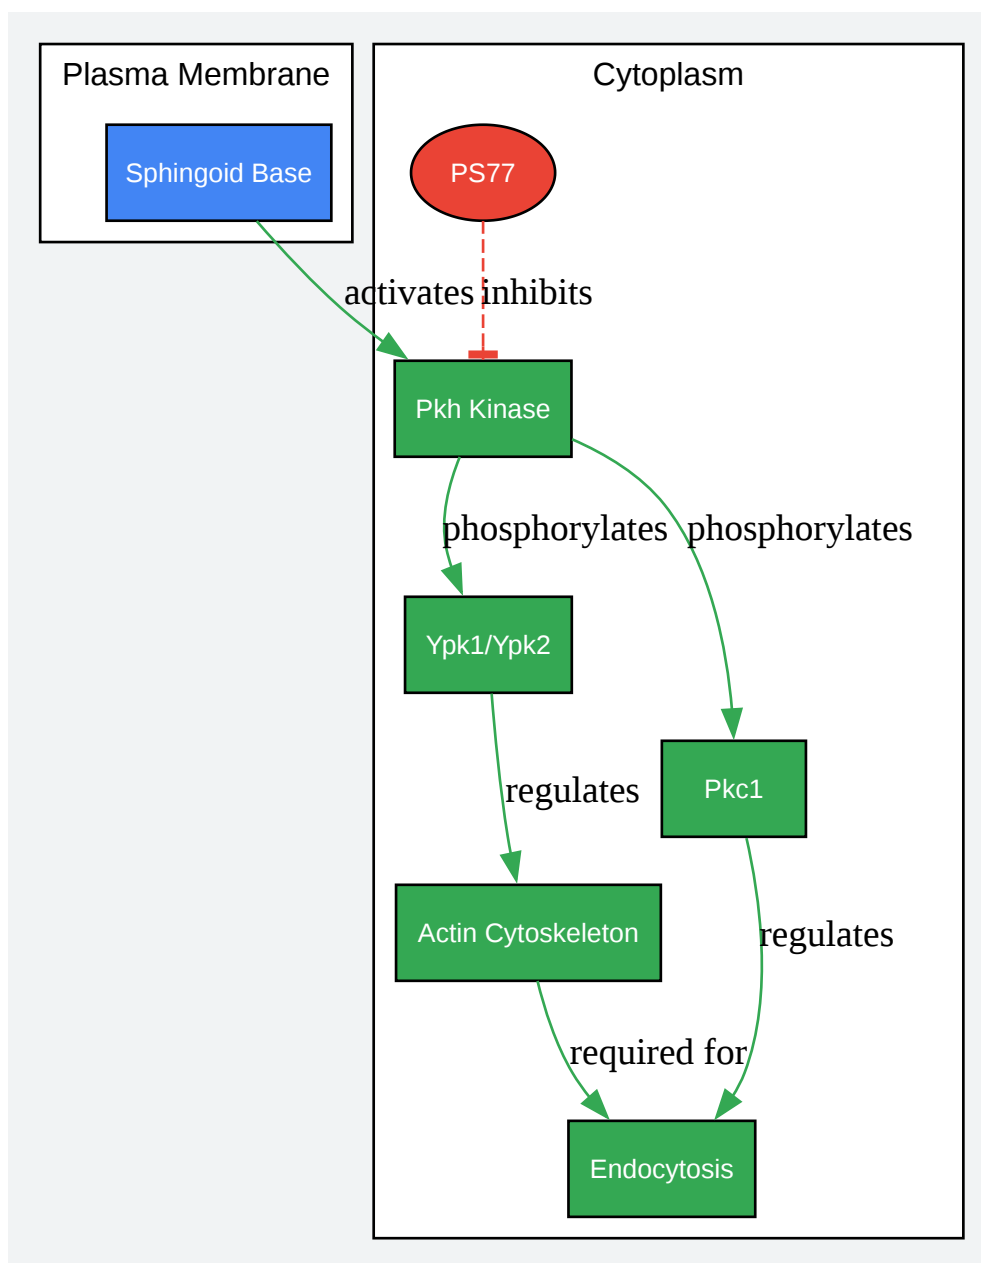 Plasma Membrane
Cytoplasm
Sphingoid Base
PS77
activates
inhibits
Pkh Kinase
phosphorylates
phosphorylates
Ypk1/Ypk2
regulates
Pkc1
Actin Cytoskeleton
regulates
required for
Endocytosis